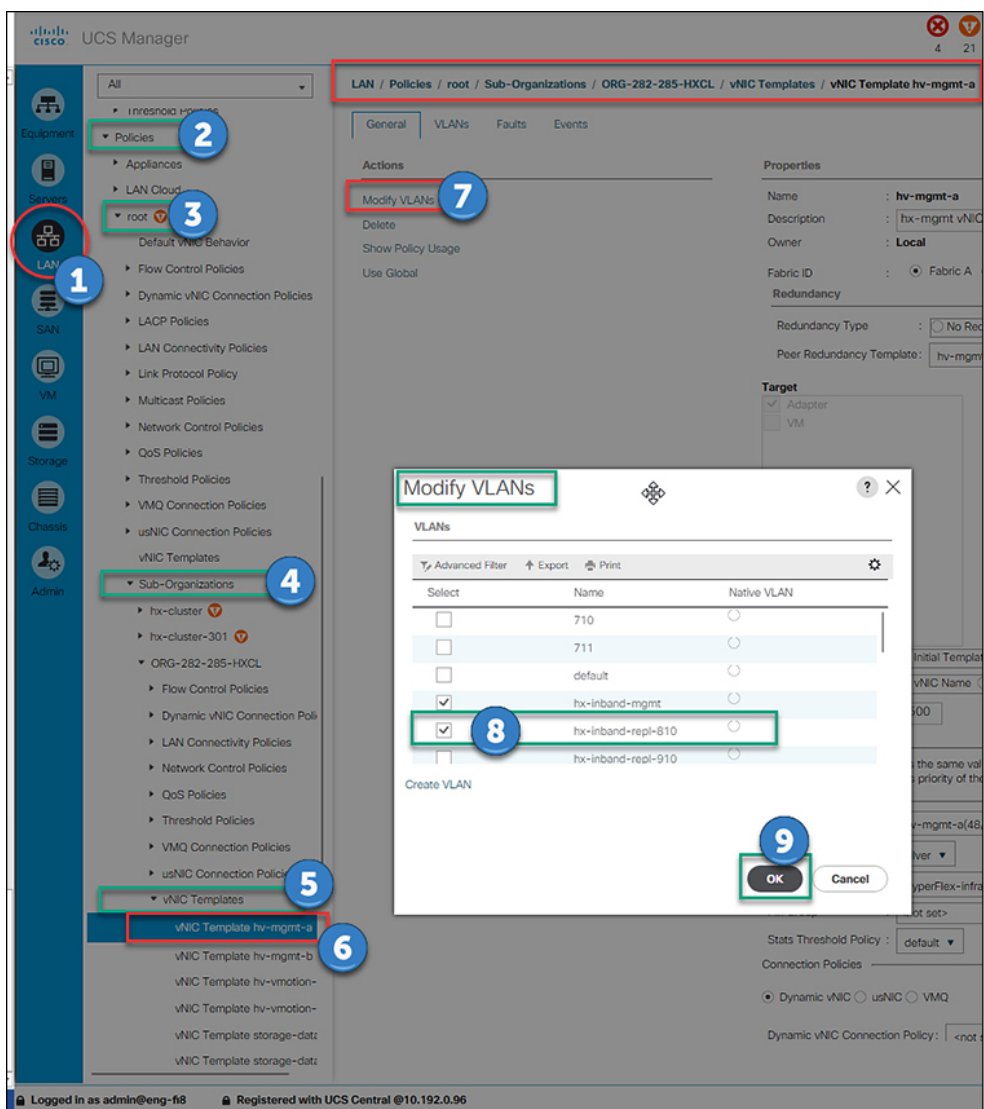 cisco
UCS Manager
4
21
Equipment
Servers
LAN
SAN
VM
Storage
Chassis
Admin
All
Threshold Policies
Policies
2
Appliances
LAN Cloud
root
3
Default vNIC Behavior
1
Flow Control Policies
Dynamic vNIC Connection Policies
LACP Policies
LAN Connectivity Policies
Link Protocol Policy
Multicast Policies
Network Control Policies
QoS Policies
Threshold Policies
VMQ Connection Policies
usNIC Connection Policies
vNIC Templates
Sub-Organizations
4
hx-cluster
hx-cluster-301
ORG-282-285-HXCL
Flow Control Policies
Dynamic vNIC Connection Poli
LAN Connectivity Policies
Network Control Policies
QoS Policies
Threshold Policies
VMQ Connection Policies
usNIC Connection Polici
5
vNIC Templates
vNIC Template hv-mgmt-a
6
vNIC Template hv-mgmt-b
vNIC Template hv-vmotion-
vNIC Template hv-vmotion-
vNIC Template storage-data
vNIC Template storage-data
LAN / Policies / root / Sub-Organizations / ORG-282-285-HXCL / vNIC Templates / vNIC Template hv-mgmt-a
General VLANs Faults Events
Actions
Modify VLANs
7
Delete
Show Policy Usage
Use Global
Properties
Name : hv-mgmt-a
Description : hx-mgmt vNIC
Owner : Local
Fabric ID : Fabric A
Redundancy
Redundancy Type : No Red
Peer Redundancy Template : hv-mgm
Target
Adapter
VM
Modify VLANs
?
VLANs
Advanced Filter Export Print
Select Name Native VLAN
710
711
default
hx-inband-mgmt
8
hx-inband-repl-810
hx-inband-repl-910
Create VLAN
9
OK Cancel
Initial Templat
vNIC Name
500
the same val
priority of the
v-mgmt-a(48/
lver
yperFlex-infra
<not set>
Stats Threshold Policy : default
Connection Policies
Dynamic vNIC usNIC VMQ
Dynamic vNIC Connection Policy : <not s
Logged in as admin@eng-fi8 Registered with UCS Central @10.192.0.96